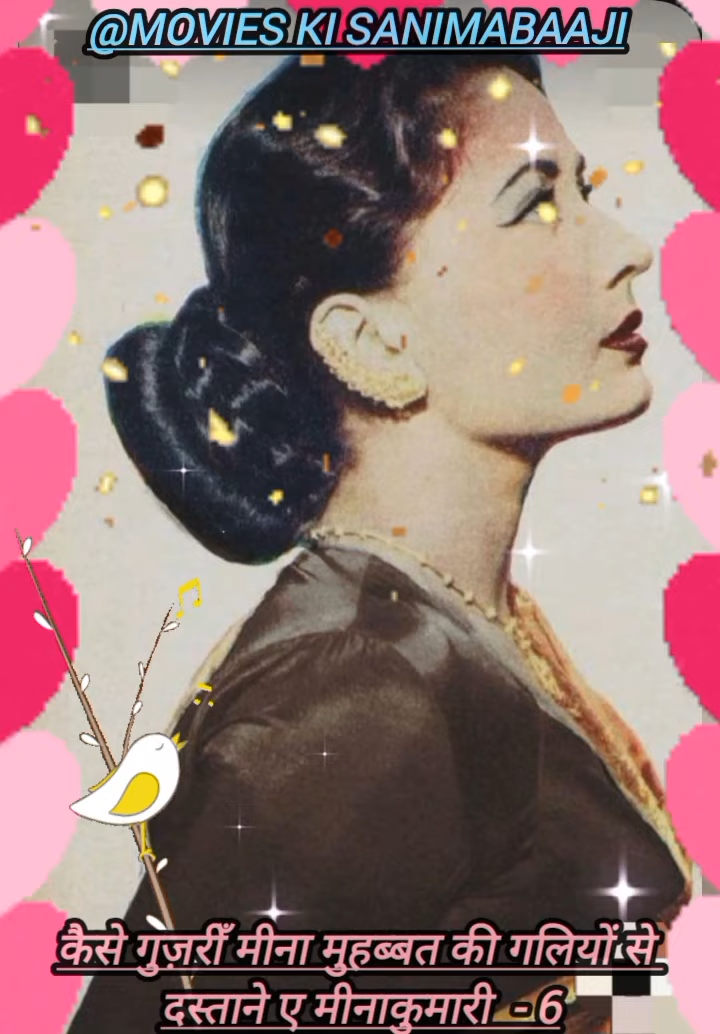 @MOVIES KI SANIMABAAJI
कैसे गुज़रीँ मीना मुहब्बत की गलियों से
दस्ताने ए मीनाकुमारी - 6